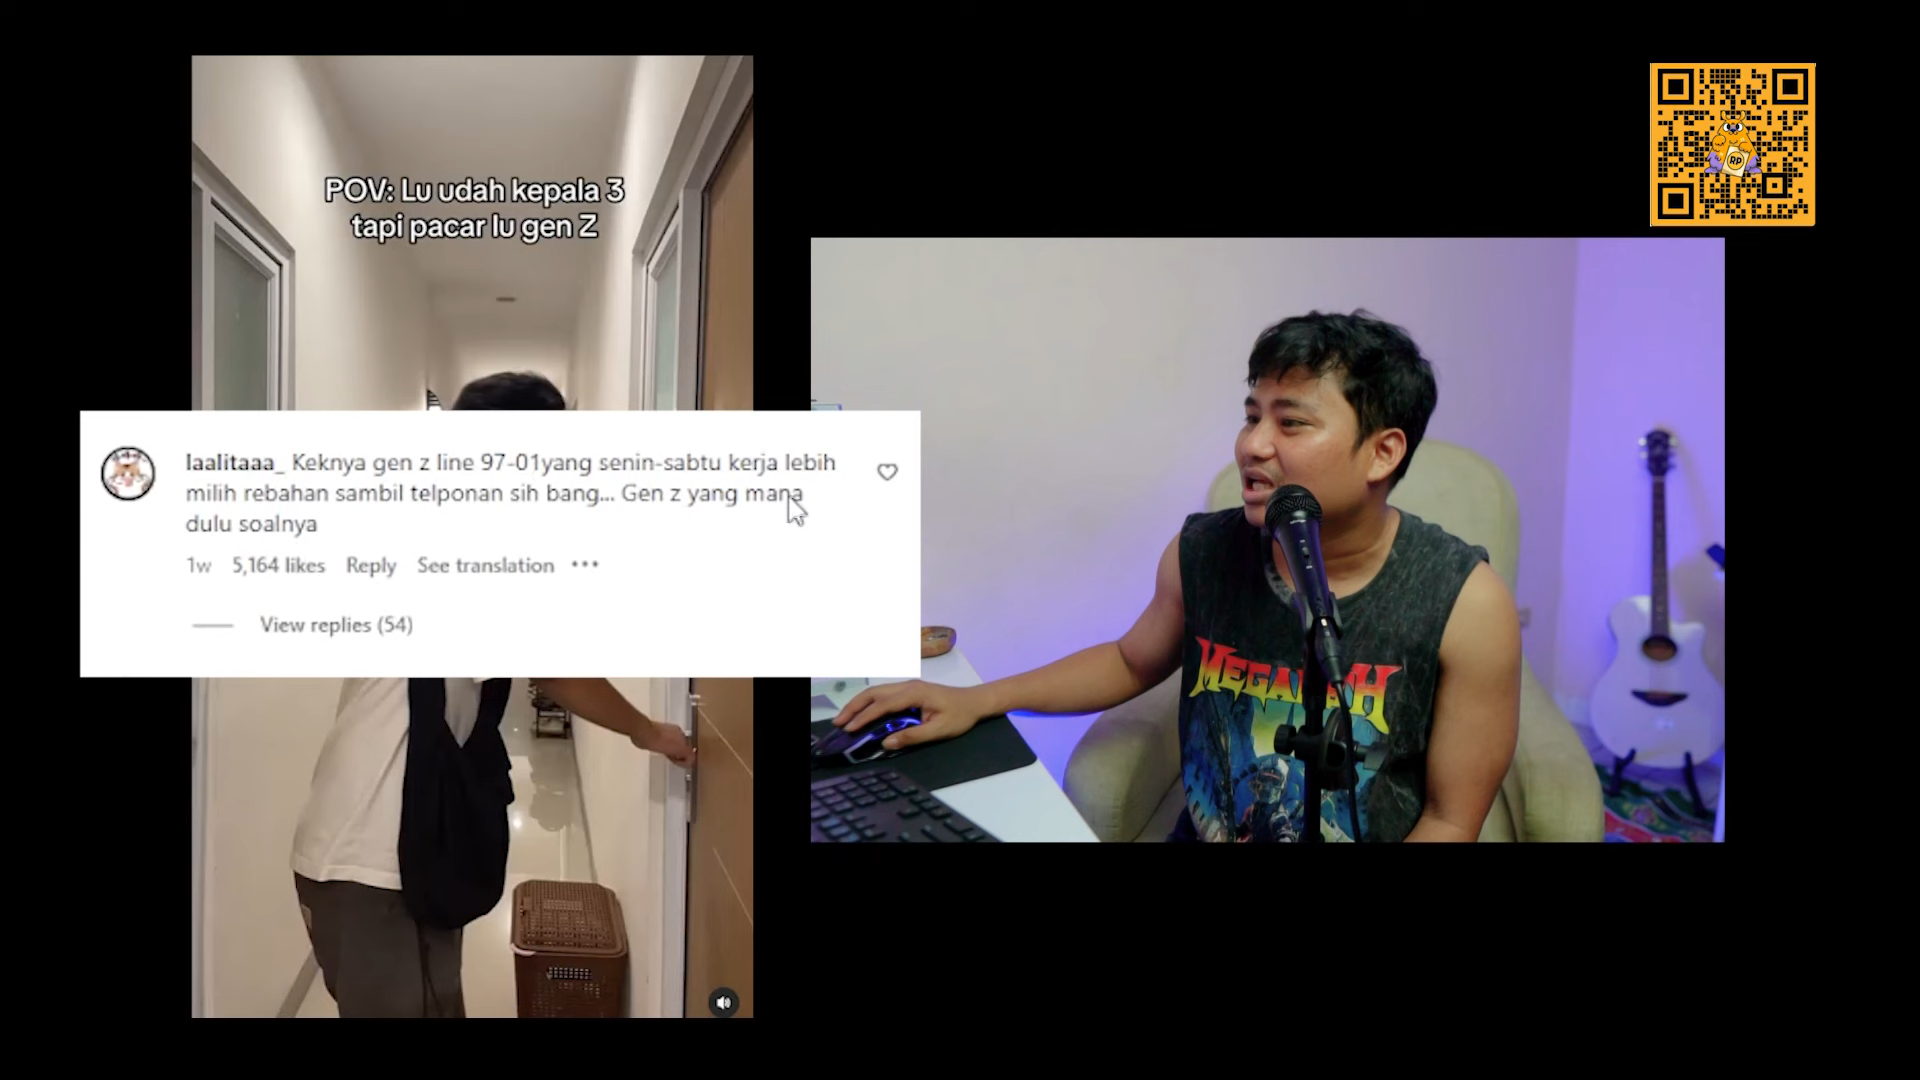 POV: Lu udah kepala 3
tapi pacar lu gen Z
laalitaaa_ Keknya gen z line 97-01yang senin-sabtu kerja lebih
milih rebahan sambil telponan sih bang... Gen z yang mana
dulu soalnya
1w 5,164 likes Reply See translation •••
View replies (54)
RP